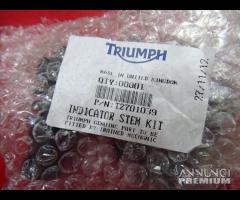 TRIUMPH
MADE IN UNITED KINGDOM
QTY:00001
P/N:T2701039
INDICATOR STEM KIT
TRIUMPH GENUINE PART TO BE
FITTED BY TRAINED MECHANIC
27/11/12
ANNUNCI
PREMIUM